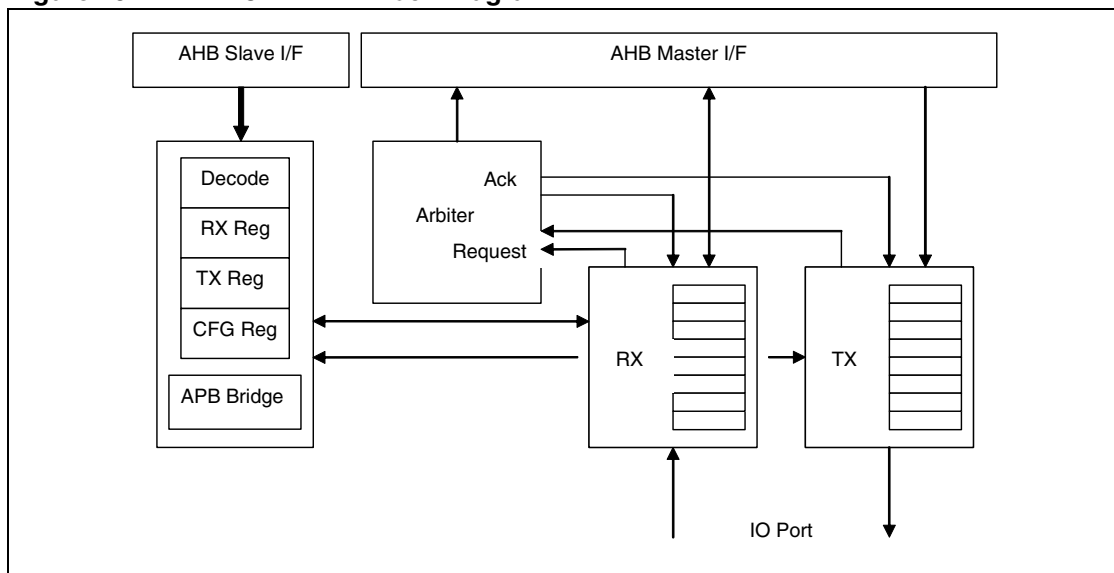 AHB Slave I/F
AHB Master I/F
Decode
RX Reg
TX Reg
CFG Reg
APB Bridge
Ack
Arbiter
Request
RX
TX
IO Port